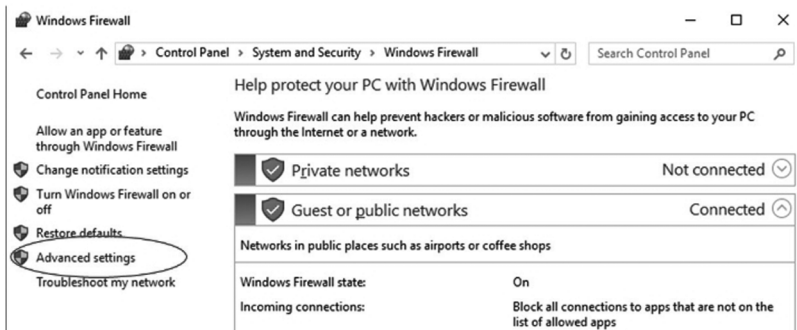 Windows Firewall
Control Panel > System and Security > Windows Firewall
Search Control Panel
Control Panel Home
Allow an app or feature
through Windows Firewall
Change notification settings
Turn Windows Firewall on or
off
Restore defaults
Advanced settings
Troubleshoot my network
Help protect your PC with Windows Firewall
Windows Firewall can help prevent hackers or malicious software from gaining access to your PC
through the Internet or a network.
Private networks Not connected
Guest or public networks Connected
Networks in public places such as airports or coffee shops
Windows Firewall state: On
Incoming connections: Block all connections to apps that are not on the
list of allowed apps